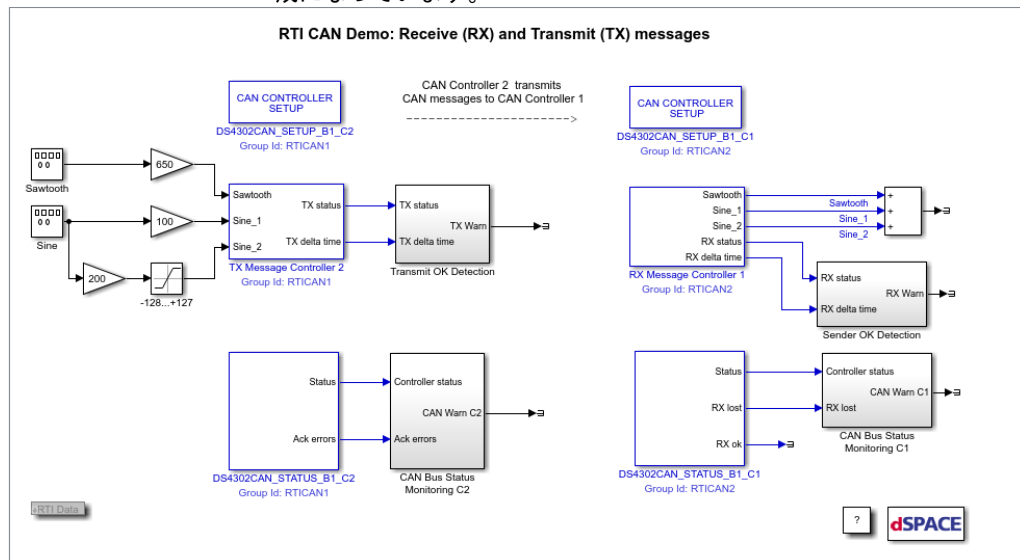 RTI CAN Demo: Receive (RX) and Transmit (TX) messages
CAN CONTROLLER
SETUP
DS4302CAN_SETUP_B1_C2
Group Id: RTICAN1
CAN Controller 2 transmits
CAN messages to CAN Controller 1
---------------------->
CAN CONTROLLER
SETUP
DS4302CAN_SETUP_B1_C1
Group Id: RTICAN2
Sawtooth
650
Sine
100
200
-128...+127
Sawtooth
Sine_1
Sine_2
TX status
TX delta time
TX Message Controller 2
Group Id: RTICAN1
TX status
TX delta time
TX Warn
Transmit OK Detection
Sawtooth
Sine_1
Sine_2
RX status
RX delta time
RX Message Controller 1
Group Id: RTICAN2
Sawtooth
Sine_1
Sine_2
+
+
+
RX status
RX delta time
RX Warn
Sender OK Detection
Status
Ack errors
DS4302CAN_STATUS_B1_C2
Group Id: RTICAN1
Controller status
CAN Warn C2
Ack errors
CAN Bus Status
Monitoring C2
Status
RX lost
RX ok
DS4302CAN_STATUS_B1_C1
Group Id: RTICAN2
Controller status
CAN Warn C1
RX lost
CAN Bus Status
Monitoring C1
RTI Data
?
dSPACE